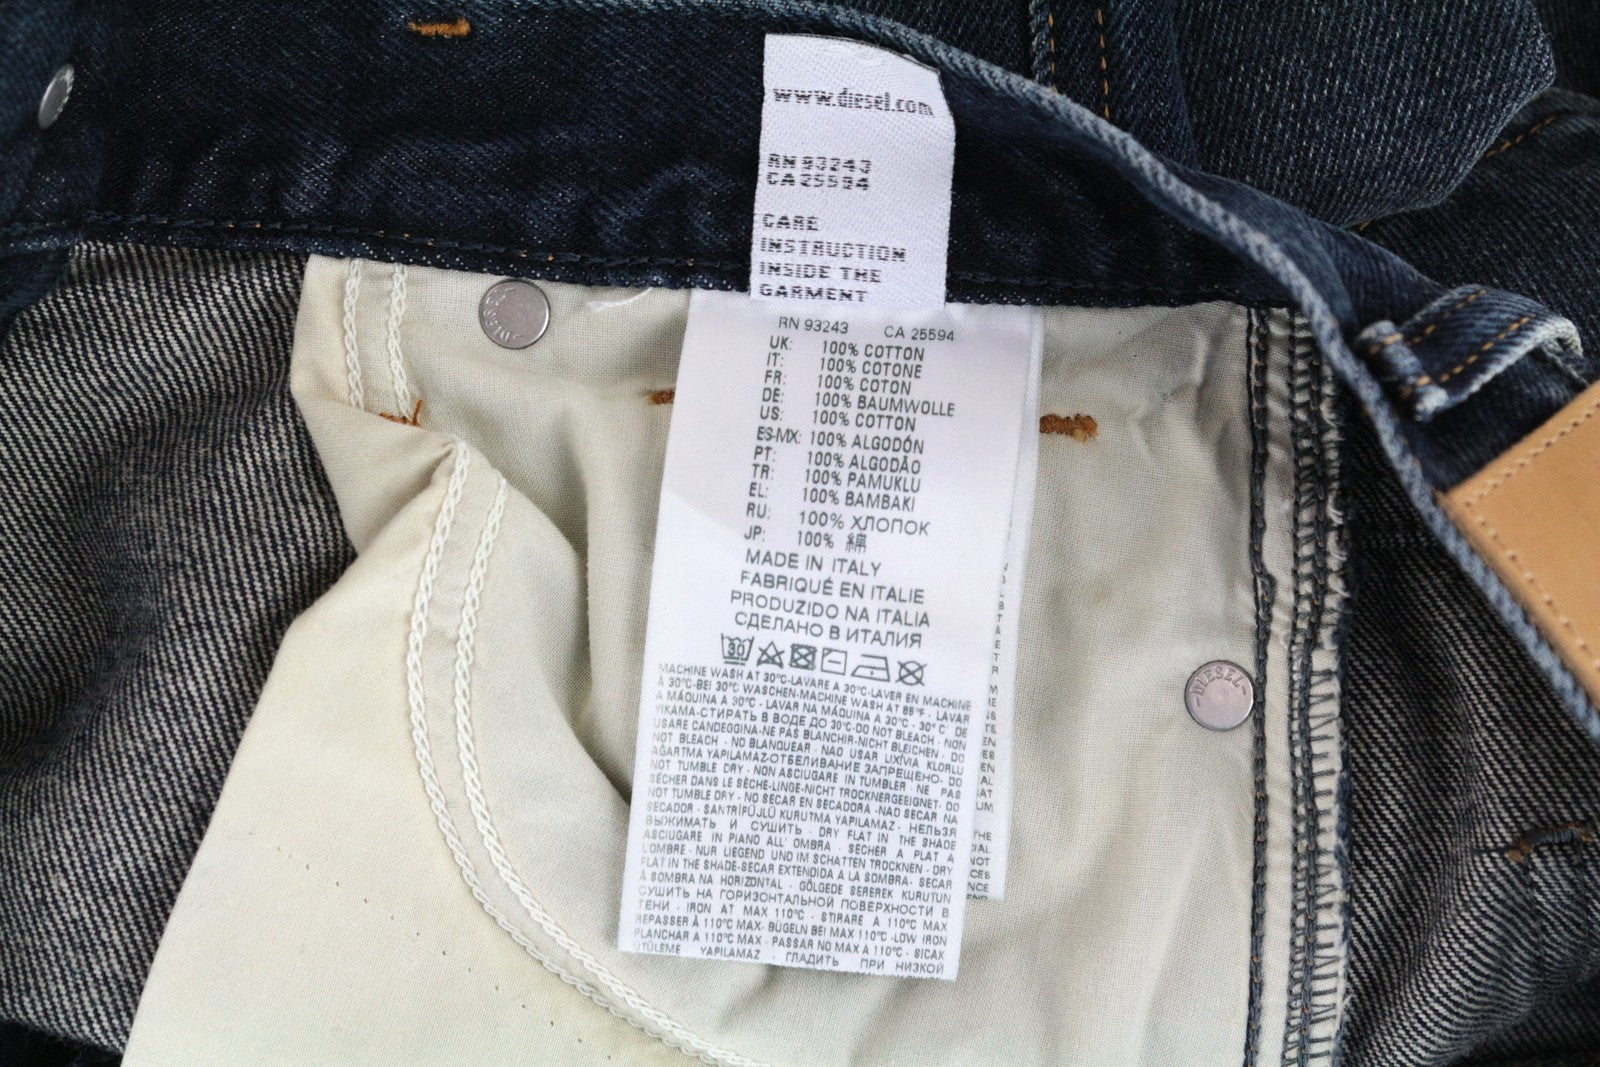 www.diesel.com
RN 93243
CA 25594
CARE
INSTRUCTION
INSIDE THE
GARMENT
RN 93243 CA 25594
UK: 100% COTTON
IT: 100% COTONE
FR: 100% COTON
DE: 100% BAUMWOLLE
US: 100% COTTON
ES-MX: 100% ALGODÓN
PT: 100% ALGODÃO
TR: 100% PAMUKLU
EL: 100% BAMBAKI
RU: 100% ХЛОПОК
JP: 100% 綿
MADE IN ITALY
FABRIQUÉ EN ITALIE
PRODUZIDO NA ITALIA
СДЕЛАНО В ИТАЛИЯ
30
MACHINE WASH AT 30°C-LAVARE A 30°C-LAVER EN MACHINE
À 30°C-BEI 30°C WASCHEN-MACHINE WASH AT 85°F - LAVAR
A MÁQUINA A 30°C - LAVAR NA MÁQUINA A 30°C - 30°C DE
YIKAMA-СТИРАТЬ В ВОДЕ ДО 30°C-DO NOT BLEACH - NON
USARE CANDEGGINA-NE PAS BLANCHIR-NICHT BLEICHEN - DO
NOT BLEACH - NO BLANQUEAR - NAO USAR LIXÍVIA KLORLU
AĞARTMA YAPILAMAZ-ОТБЕЛИВАНИЕ ЗАПРЕЩЕНО- DO
NOT TUMBLE DRY - NON ASCIUGARE IN TUMBLER - NE PAS
SÉCHER DANS LE SÈCHE-LINGE-NICHT TROCKNERGEEIGNET- DO
NOT TUMBLE DRY - NO SECAR EN SECADORA -NAO SECAR NA
SECADOR - SANTRİFÜJLÜ KURUTMA YAPILAMAZ - НЕЛЬЗЯ
ВЫЖИМАТЬ И СУШИТЬ - DRY FLAT IN THE SHADE
ASCIUGARE IN PIANO ALL' OMBRA - SÉCHER A PLAT A
L'OMBRE - NUR LIEGEND UND IM SCHATTEN TROCKNEN - DRY
FLAT IN THE SHADE-SECAR EXTENDIDA A LA SOMBRA- SECAR
À SOMBRA NA HORIZONTAL - GÖLGEDE SEREREK KURUTUN
СУШИТЬ НА ГОРИЗОНТАЛЬНОЙ ПОВЕРХНОСТИ В
ТЕНИ - IRON AT MAX 110°C - STIRARE A 110°C MAX
REPASSER À 110°C MAX- BÜGELN BEI MAX 110°C -LOW IRON
PLANCHAR A 110°C MAX - PASSAR NO MAX A 110°C - SICAK
ÜTÜLEME YAPILAMAZ - ГЛАДИТЬ ПРИ НИЗКОЙ
DIESEL
DIESEL